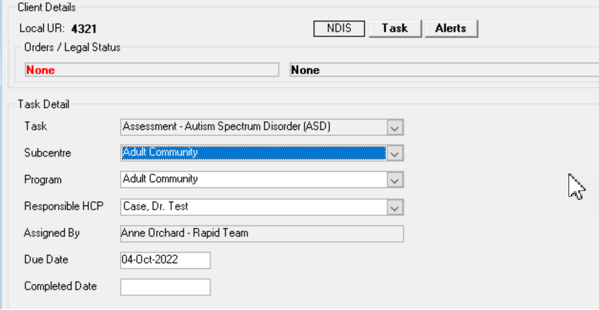 Client Details
Local UR: 4321 NDIS Task Alerts
Orders / Legal Status
None None
Task Detail
Task Assessment - Autism Spectrum Disorder (ASD)
Subcentre Adult Community
Program Adult Community
Responsible HCP Case, Dr. Test
Assigned By Anne Orchard - Rapid Team
Due Date 04-Oct-2022
Completed Date